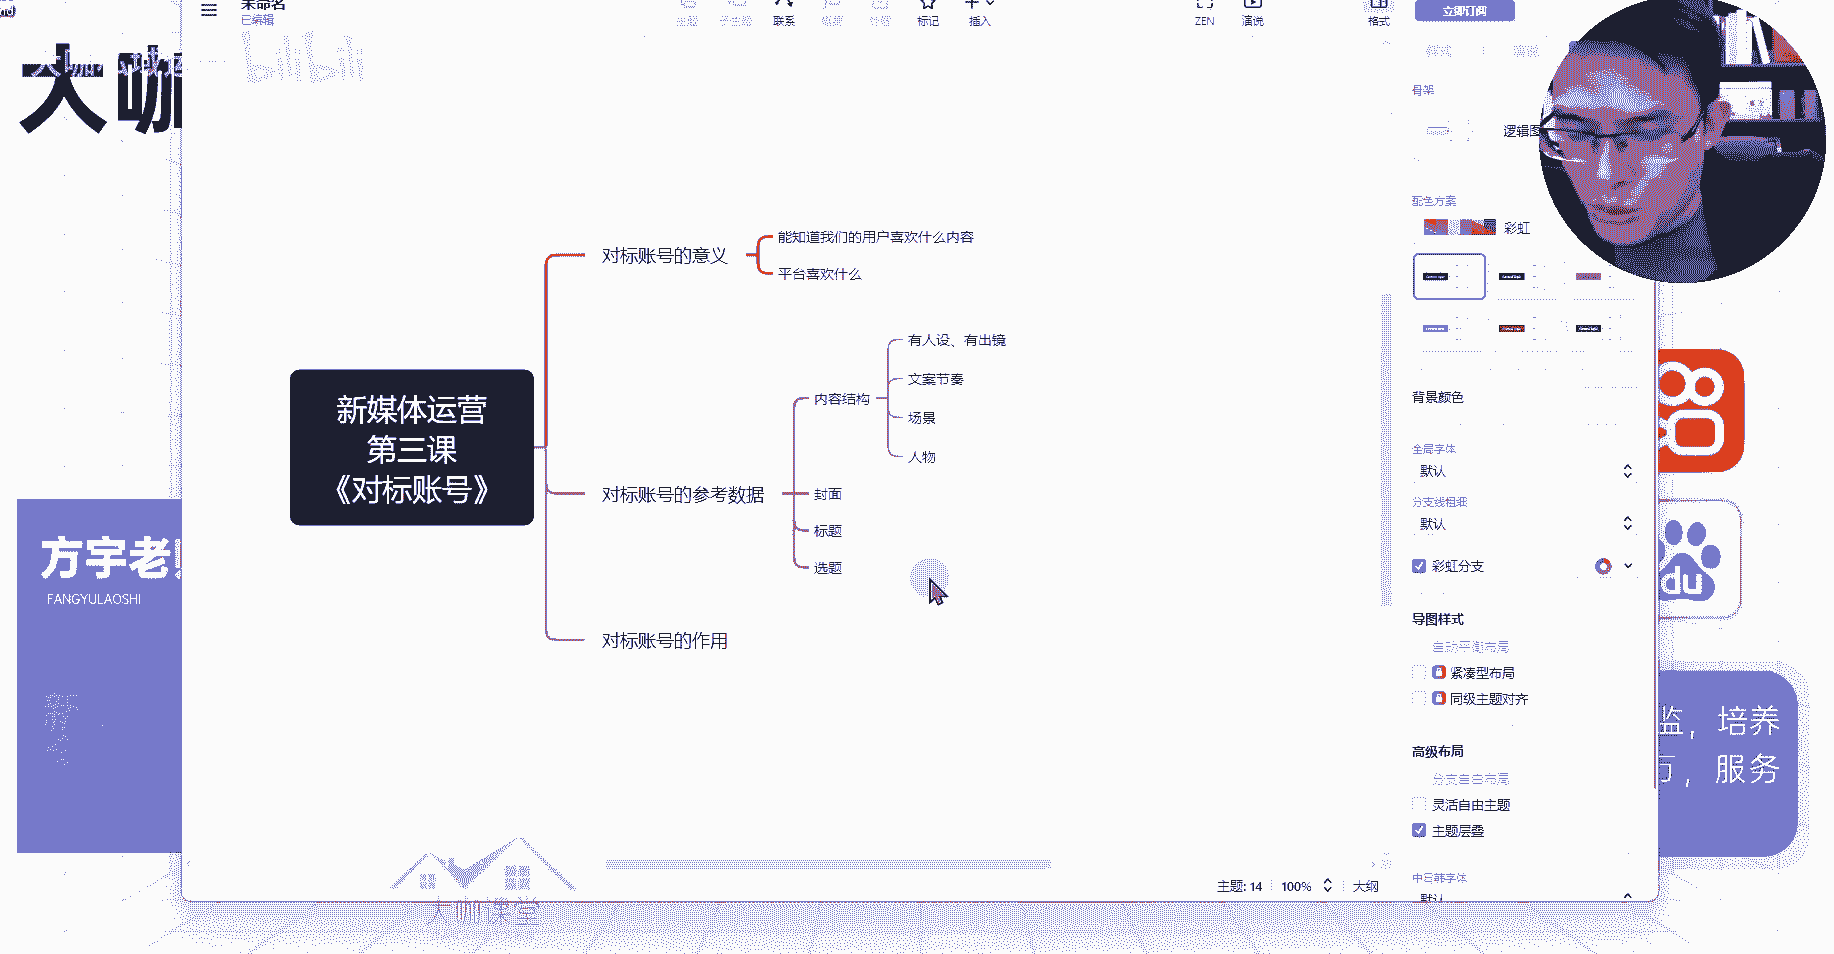 未命名
已编辑
联系
标记
插入
ZEN
演说
格式
立即订阅
大咖
bilibili
骨架
逻辑图
配色方案
彩虹
能知道我们的用户喜欢什么内容
对标账号的意义
平台喜欢什么
有人设、有出镜
文案节奏
内容结构
场景
人物
新媒体运营
第三课
《对标账号》
对标账号的参考数据
封面
标题
选题
对标账号的作用
背景颜色
全局字体
默认
分支线粗细
默认
彩虹分支
导图样式
自动平衡布局
紧凑型布局
同级主题对齐
高级布局
分支自由布局
灵活自由主题
主题层叠
中日韩字体
默认
方宇老
FANGYULAOSHI
du
监，培养
万，服务
主题: 14
100%
大纲
大咖课堂